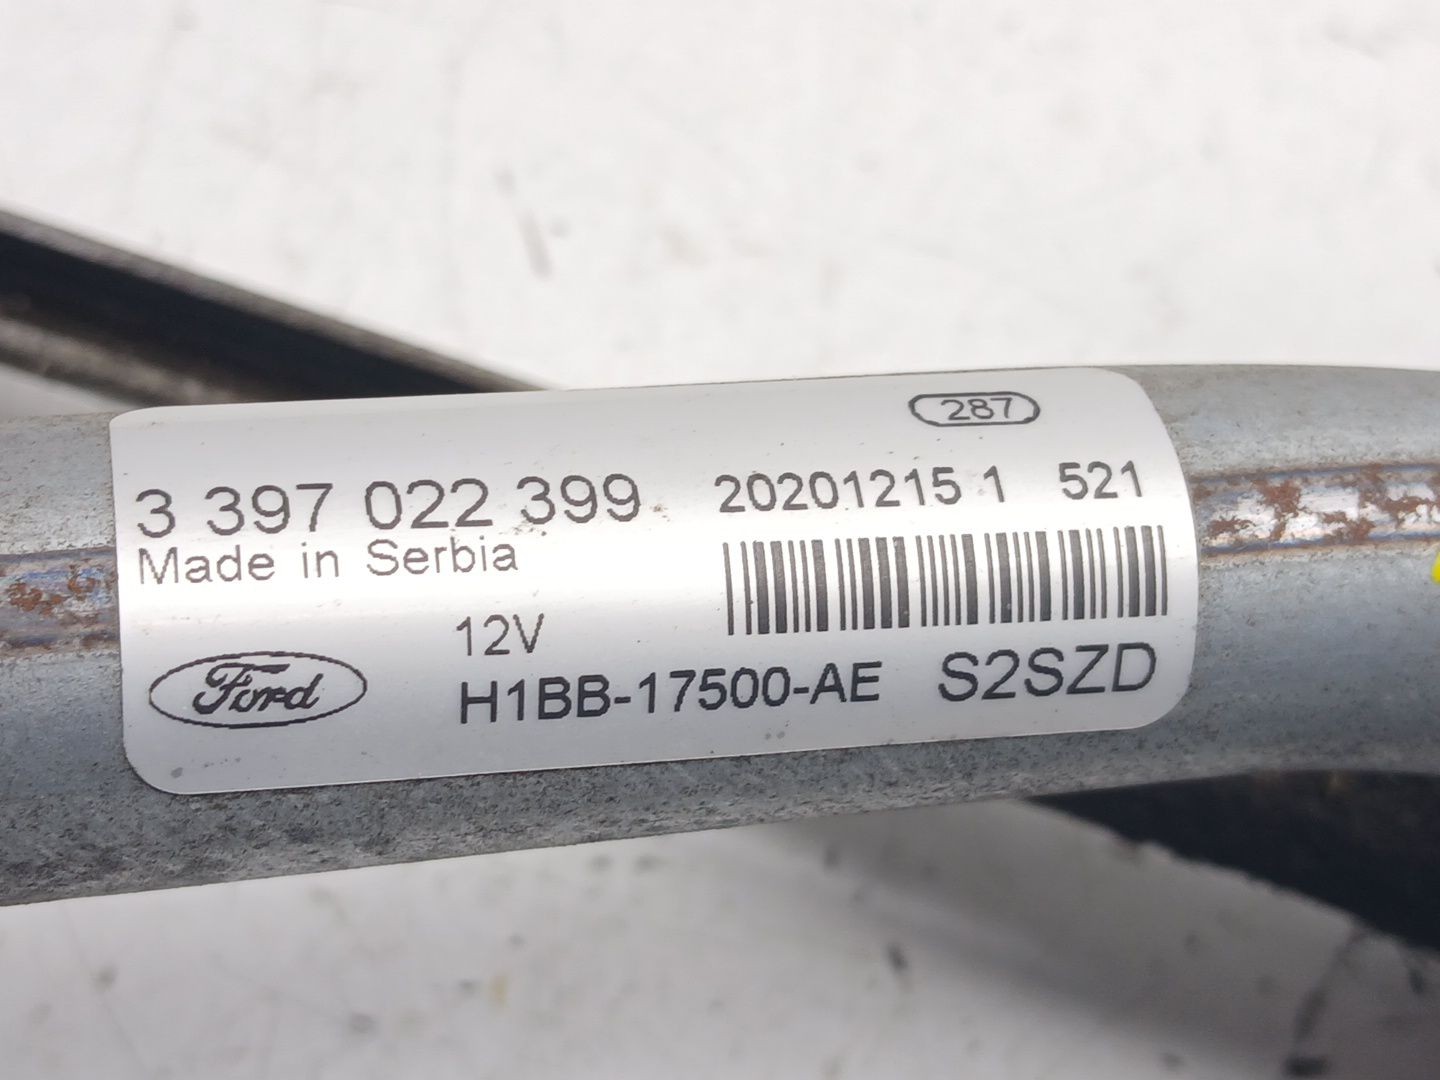 287
3 397 022 399 20201215 1 521
Made in Serbia
12V
Ford H1BB-17500-AE S2SZD